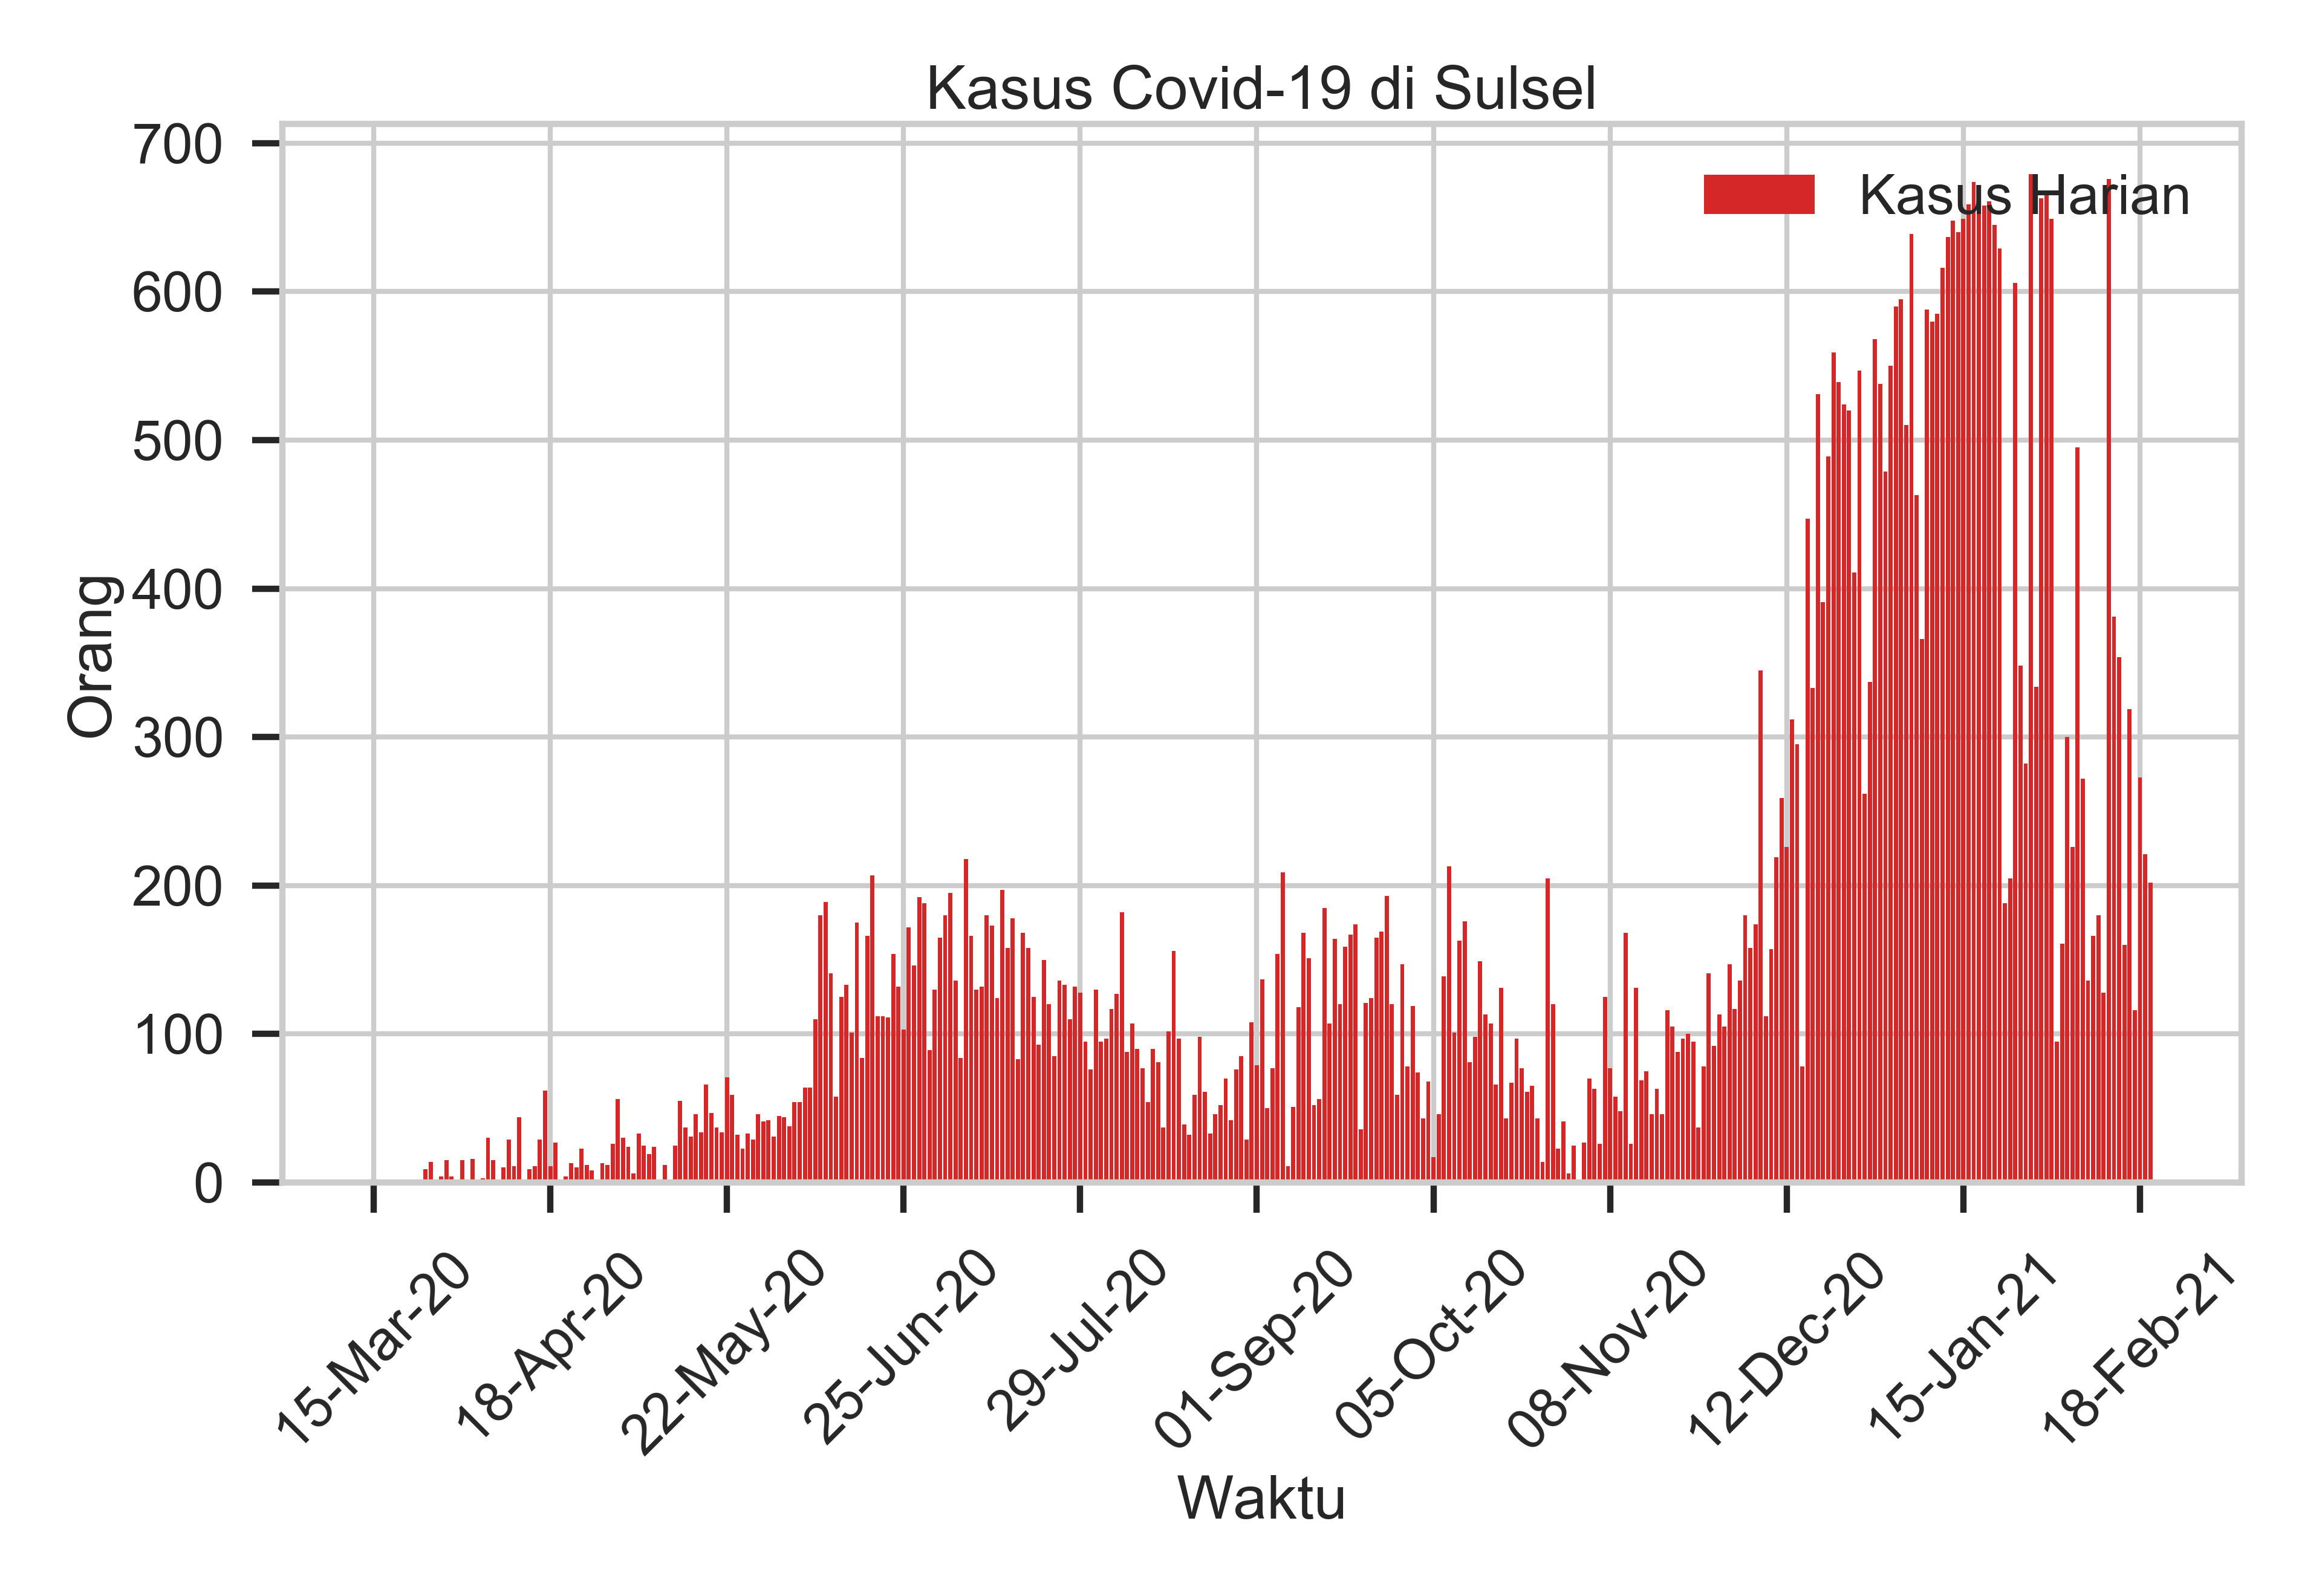 Kasus Covid-19 di Sulsel
Kasus Harian
Orang
700
600
500
400
300
200
100
0
15-Mar-20
18-Apr-20
22-May-20
25-Jun-20
29-Jul-20
01-Sep-20
05-Oct-20
08-Nov-20
12-Dec-20
15-Jan-21
18-Feb-21
Waktu